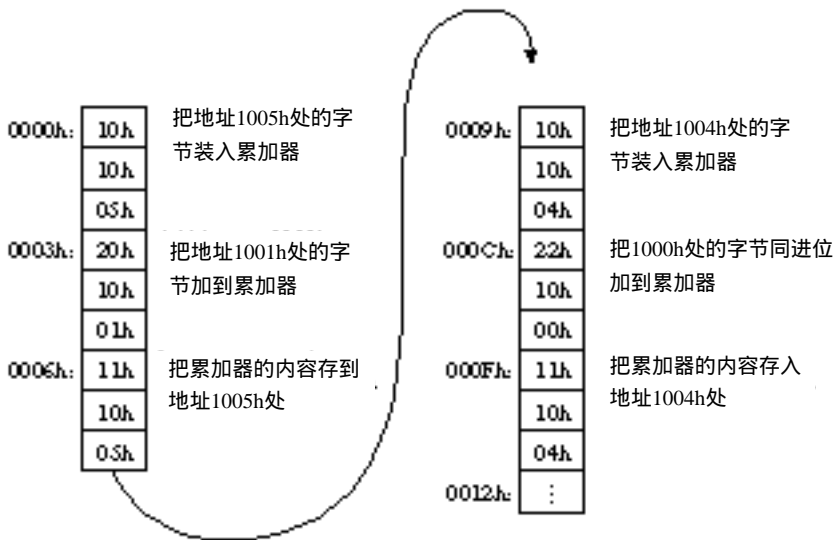 0000h: 10h 把地址1005h处的字
节装入累加器
10h
05h
0003h: 20h 把地址1001h处的字
节加到累加器
10h
01h
0006h: 11h 把累加器的内容存到
地址1005h处
10h
05h
0009h: 10h 把地址1004h处的字
节装入累加器
10h
04h
000Ch: 22h 把1000h处的字节同进位
加到累加器
10h
00h
000Fh: 11h 把累加器的内容存入
地址1004h处
10h
04h
0012h: ⋮